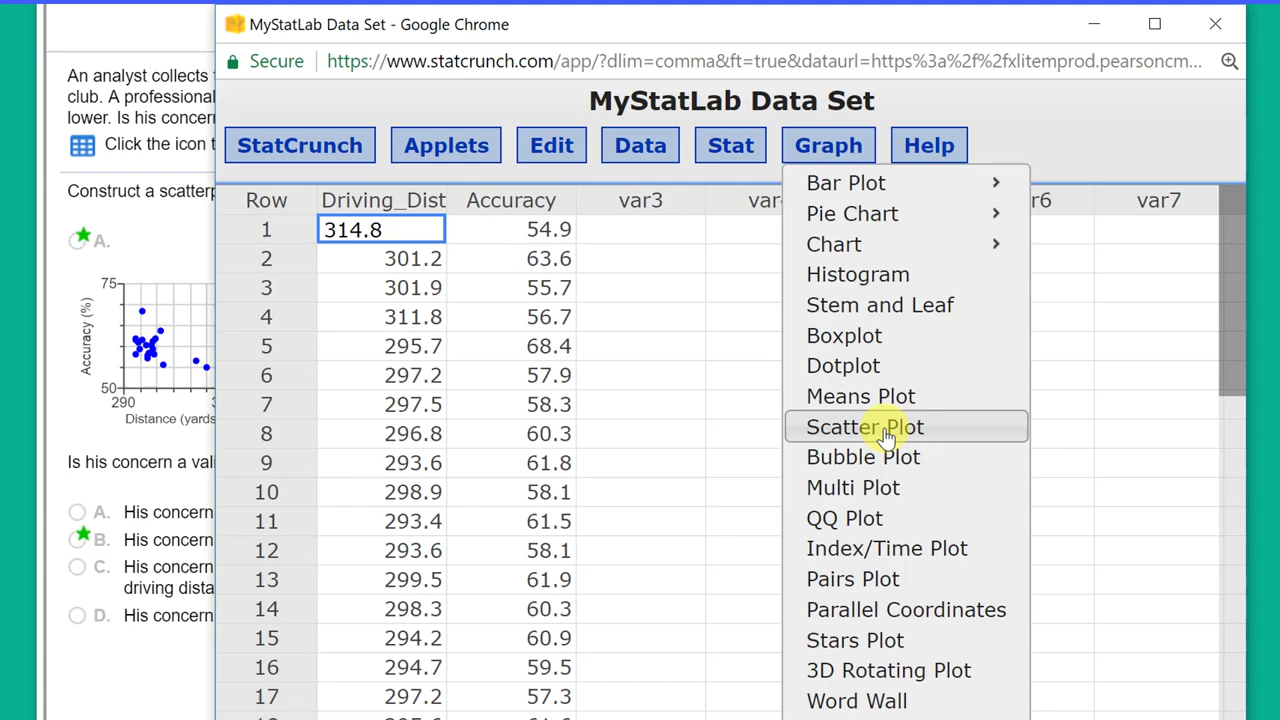 MyStatLab Data Set - Google Chrome
Secure
https://www.statcrunch.com/app/?dlim=comma&ft=true&dataurl=https%3a%2f%2fxlitemprod.pearsoncm...
MyStatLab Data Set
StatCrunch Applets Edit Data Stat Graph Help
An analyst collects
club. A professional
lower. Is his concern
Click the icon
Construct a
A.
75
Accuracy (%)
50
290
Distance (yards
Is his concern a
A. His concern
B. His concern
C. His concern
driving
D. His concern
Row Driving_Dist Accuracy var3 var7
1 314.8 54.9
2 301.2 63.6
3 301.9 55.7
4 311.8 56.7
5 295.7 68.4
6 297.2 57.9
7 297.5 58.3
8 296.8 60.3
9 293.6 61.8
10 298.9 58.1
11 293.4 61.5
12 293.6 58.1
13 299.5 61.9
14 298.3 60.3
15 294.2 60.9
16 294.7 59.5
17 297.2 57.3
Bar Plot
Pie Chart
Chart
Histogram
Stem and Leaf
Boxplot
Dotplot
Means Plot
Scatter Plot
Bubble Plot
Multi Plot
QQ Plot
Index/Time Plot
Pairs Plot
Parallel Coordinates
Stars Plot
3D Rotating Plot
Word Wall